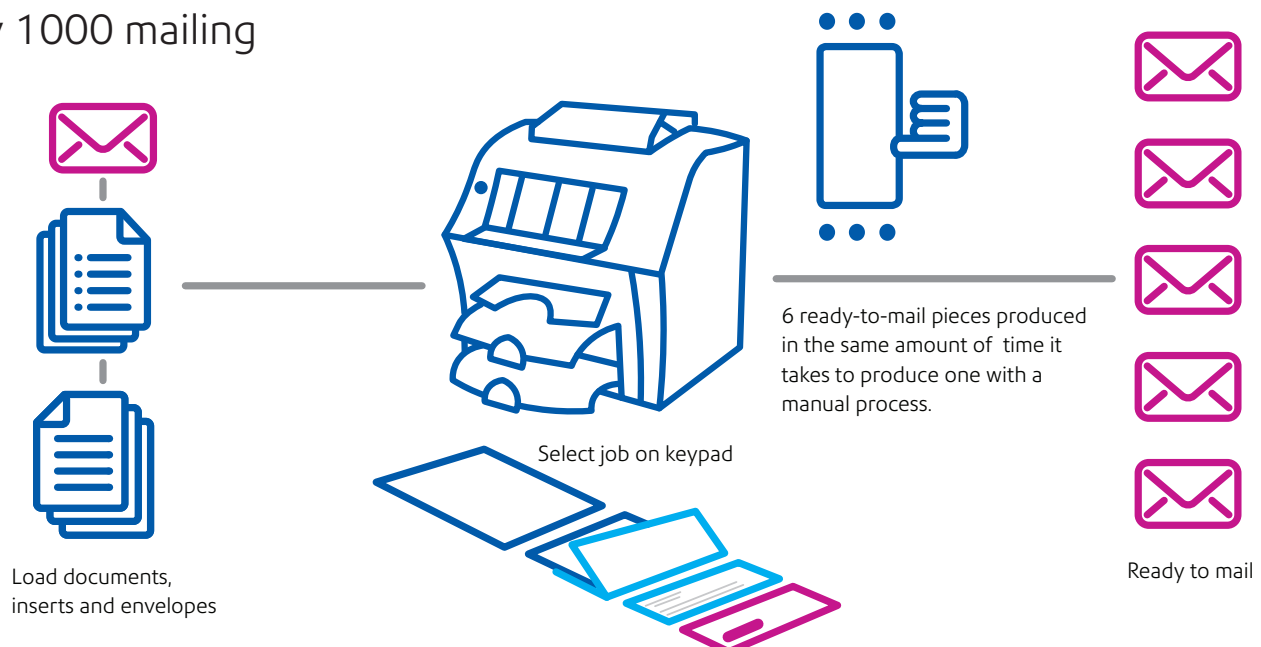 1000 mailing
6 ready-to-mail pieces produced
in the same amount of time it
takes to produce one with a
manual process.
Select job on keypad
Load documents,
inserts and envelopes
Ready to mail